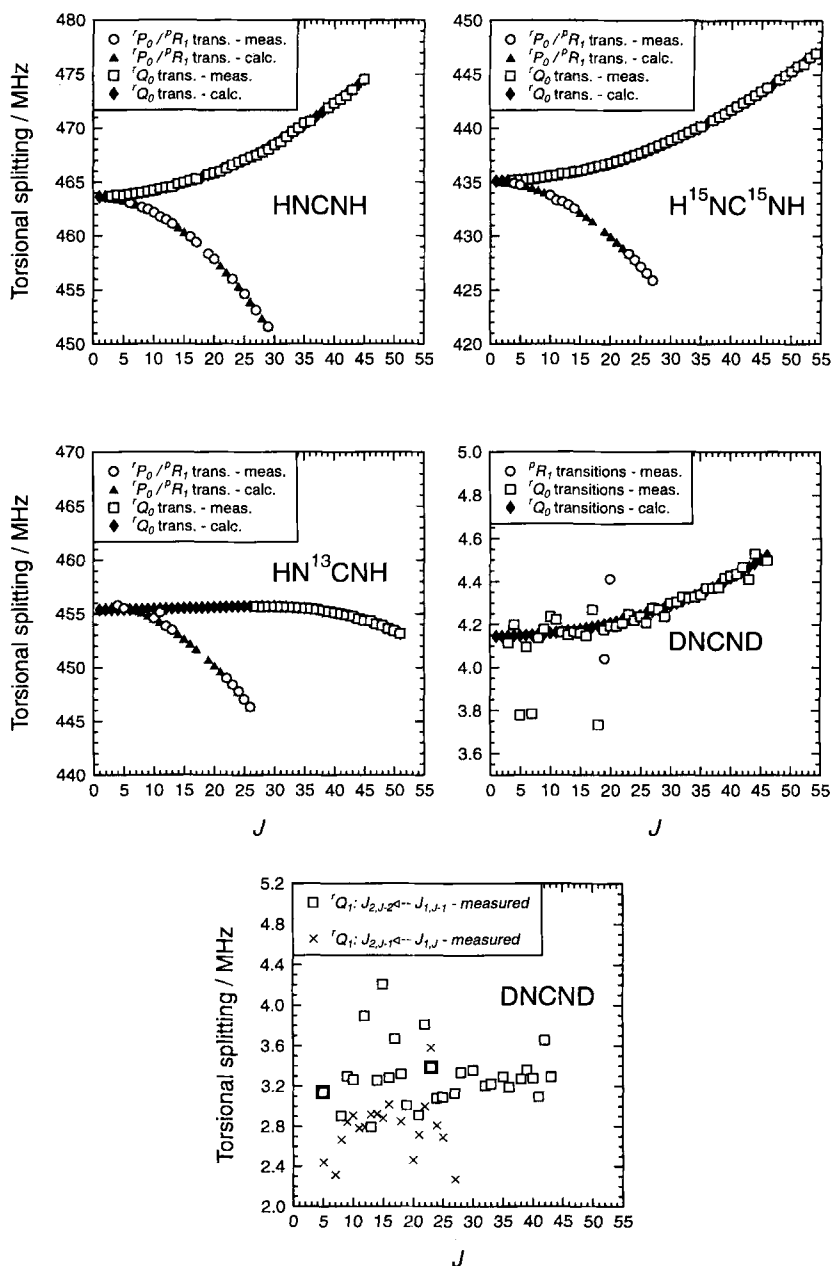 ○ ʳP₀ / ᵖR₁ trans. - meas.
▲ ʳP₀ / ᵖR₁ trans. - calc.
□ ʳQ₀ trans. - meas.
◆ ʳQ₀ trans. - calc.
HNCNH
Torsional splitting / MHz
480
475
470
465
460
455
450
0 5 10 15 20 25 30 35 40 45 50 55
○ ʳP₀ / ᵖR₁ trans. - meas.
▲ ʳP₀ / ᵖR₁ trans. - calc.
□ ʳQ₀ trans. - meas.
◆ ʳQ₀ trans. - calc.
H¹⁵NC¹⁵NH
450
445
440
435
430
425
420
0 5 10 15 20 25 30 35 40 45 50 55
○ ʳP₀ / ᵖR₁ trans. - meas.
▲ ʳP₀ / ᵖR₁ trans. - calc.
□ ʳQ₀ trans. - meas.
◆ ʳQ₀ trans. - calc.
HN¹³CNH
Torsional splitting / MHz
470
465
460
455
450
445
440
0 5 10 15 20 25 30 35 40 45 50 55
J
○ ᵖR₁ transitions - meas.
□ ʳQ₀ transitions - meas.
◆ ʳQ₀ transitions - calc.
DNCND
5.0
4.8
4.6
4.4
4.2
4.0
3.8
3.6
0 5 10 15 20 25 30 35 40 45 50 55
J
□ ʳQ₁: J₂,J-2 ◁-- J₁,J-1 - measured
× ʳQ₁: J₂,J-1 ◁-- J₁,J - measured
DNCND
Torsional splitting / MHz
5.2
4.8
4.4
4.0
3.6
3.2
2.8
2.4
2.0
0 5 10 15 20 25 30 35 40 45 50 55
J